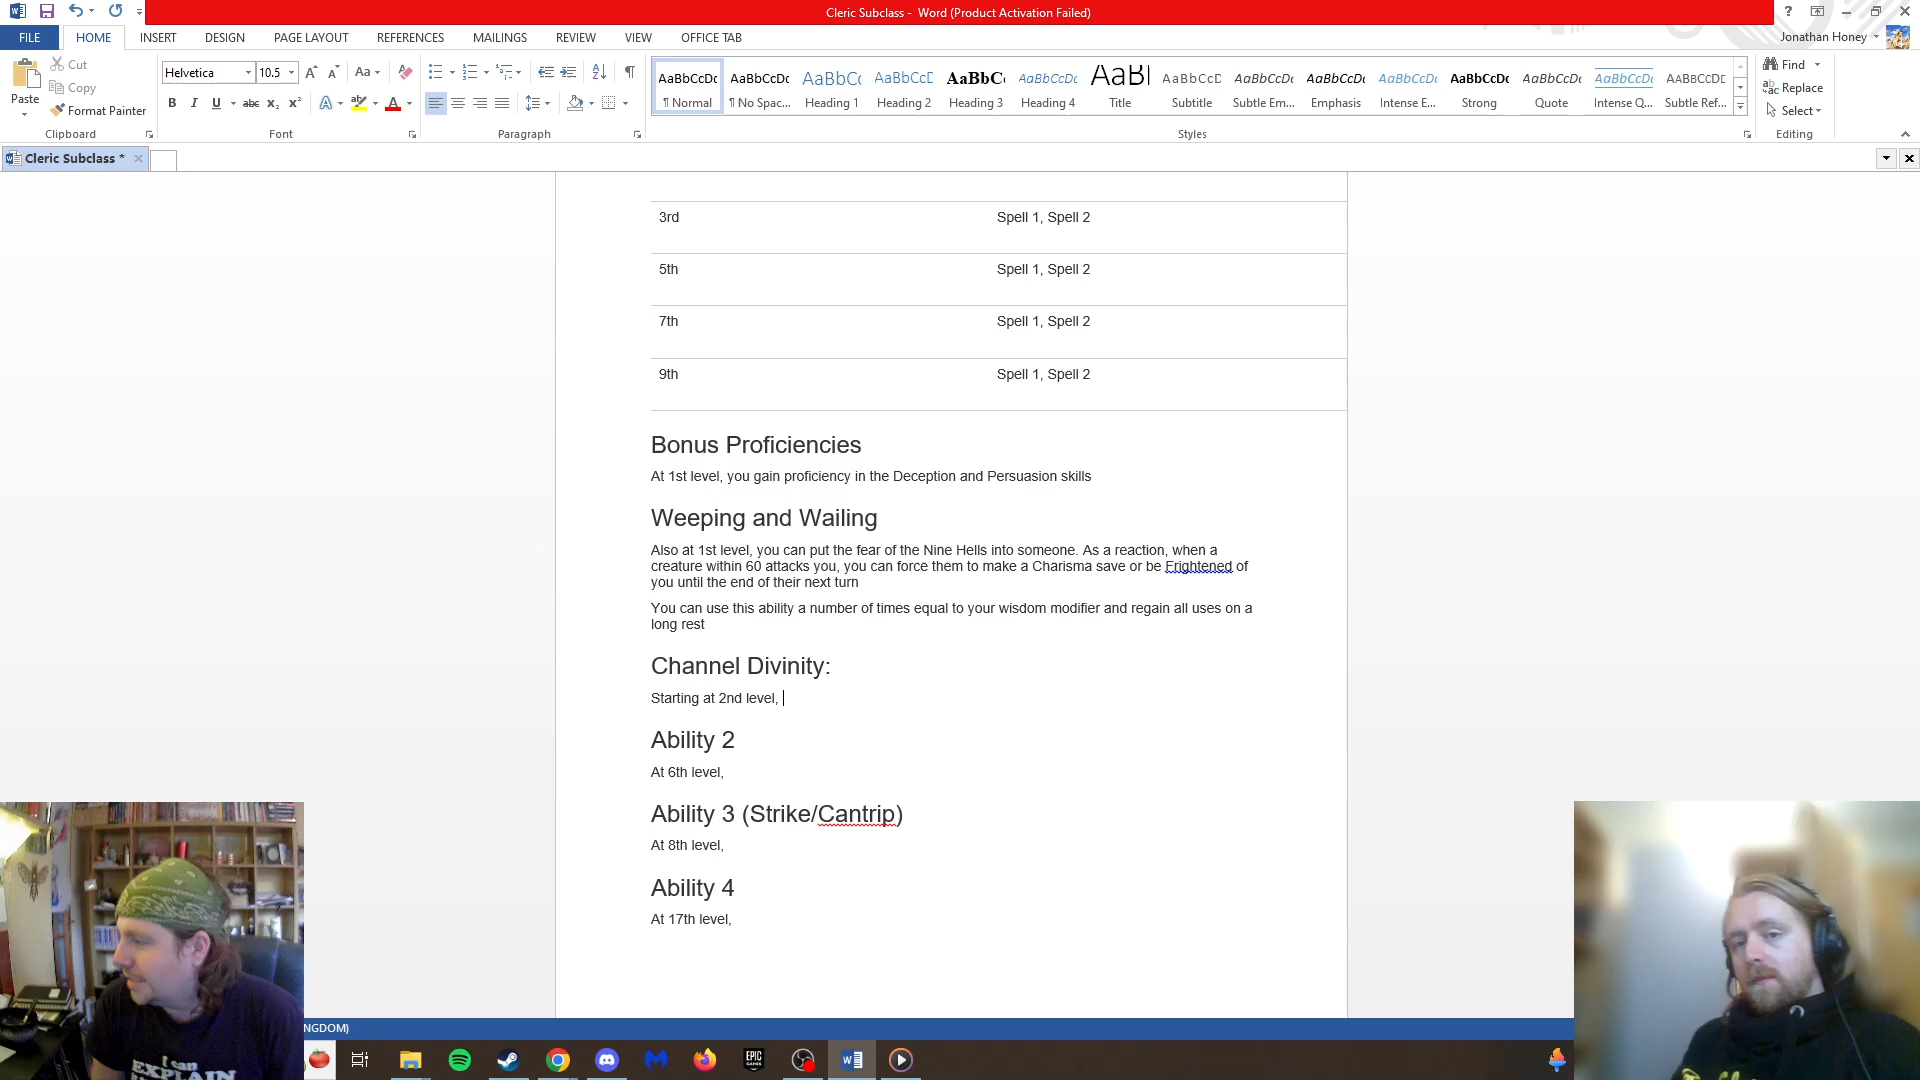 Cleric Subclass - Word (Product Activation Failed)
FILE HOME INSERT DESIGN PAGE LAYOUT REFERENCES MAILINGS REVIEW VIEW OFFICE TAB
Jonathan Honey
Paste
Cut
Copy
Format Painter
Clipboard
Helvetica 10.5
Font
Paragraph
AaBbCcDc AaBbCcDc AaBbC AaBbCcD AaBbC AaBbCcDc AaBl AaBbCcD AaBbCcDc AaBbCcDc AaBbCcDc AaBbCcDc AaBbCcDc AaBbCcDc AABBCCDE
¶ Normal ¶ No Spac... Heading 1 Heading 2 Heading 3 Heading 4 Title Subtitle Subtle Em... Emphasis Intense E... Strong Quote Intense Q... Subtle Ref...
Styles
Find
Replace
Select
Editing
Cleric Subclass *
3rd Spell 1, Spell 2
5th Spell 1, Spell 2
7th Spell 1, Spell 2
9th Spell 1, Spell 2
Bonus Proficiencies
At 1st level, you gain proficiency in the Deception and Persuasion skills
Weeping and Wailing
Also at 1st level, you can put the fear of the Nine Hells into someone. As a reaction, when a
creature within 60 attacks you, you can force them to make a Charisma save or be Frightened of
you until the end of their next turn
You can use this ability a number of times equal to your wisdom modifier and regain all uses on a
long rest
Channel Divinity:
Starting at 2nd level,
Ability 2
At 6th level,
Ability 3 (Strike/Cantrip)
At 8th level,
Ability 4
At 17th level,
NGDOM)
I can
EXPLAIN
EPIC
GAMES